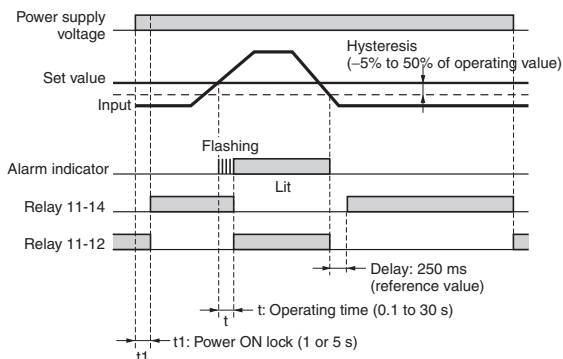 Power supply
voltage
Hysteresis
(–5% to 50% of operating value)
Set value
Input
Flashing
Alarm indicator
Lit
Relay 11-14
Relay 11-12
Delay: 250 ms
(reference value)
t: Operating time (0.1 to 30 s)
t
t1: Power ON lock (1 or 5 s)
t1